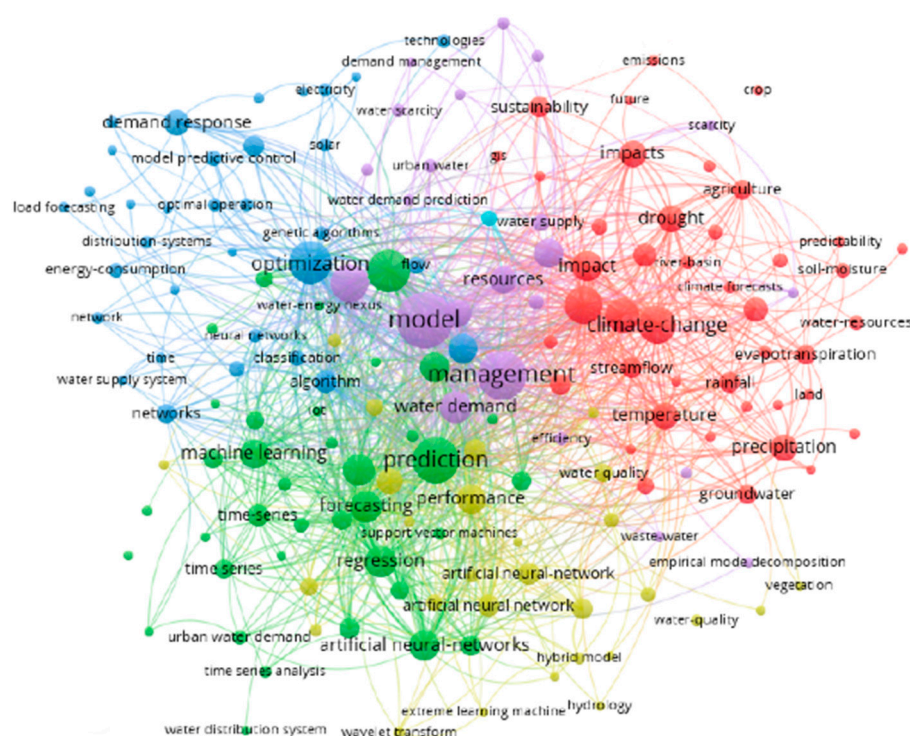 technologies
demand management
emissions
electricity
crop
future
water scarcity
sustainability
demand response
scarcity
solar
model predictive control
gis
impacts
urban water
agriculture
water demand prediction
load forecasting
optimal operation
drought
water supply
genetic algorithms
distribution-systems
predictability
optimization
flow
impact
river-basin
energy-consumption
soil-moisture
resources
climate forecasts
water-energy nexus
network
model
climate-change
water-resources
neural networks
time
classification
evapotranspiration
streamflow
water supply system
algorithm
management
rainfall
land
networks
iot
water demand
temperature
efficiency
precipitation
machine learning
prediction
water quality
performance
groundwater
forecasting
time-series
support vector machines
waste-water
regression
empirical mode decomposition
time series
artificial neural-network
vegetation
artificial neural network
water-quality
urban water demand
artificial neural-networks
hybrid model
time series analysis
extreme learning machine
hydrology
water distribution system
wavelet transform